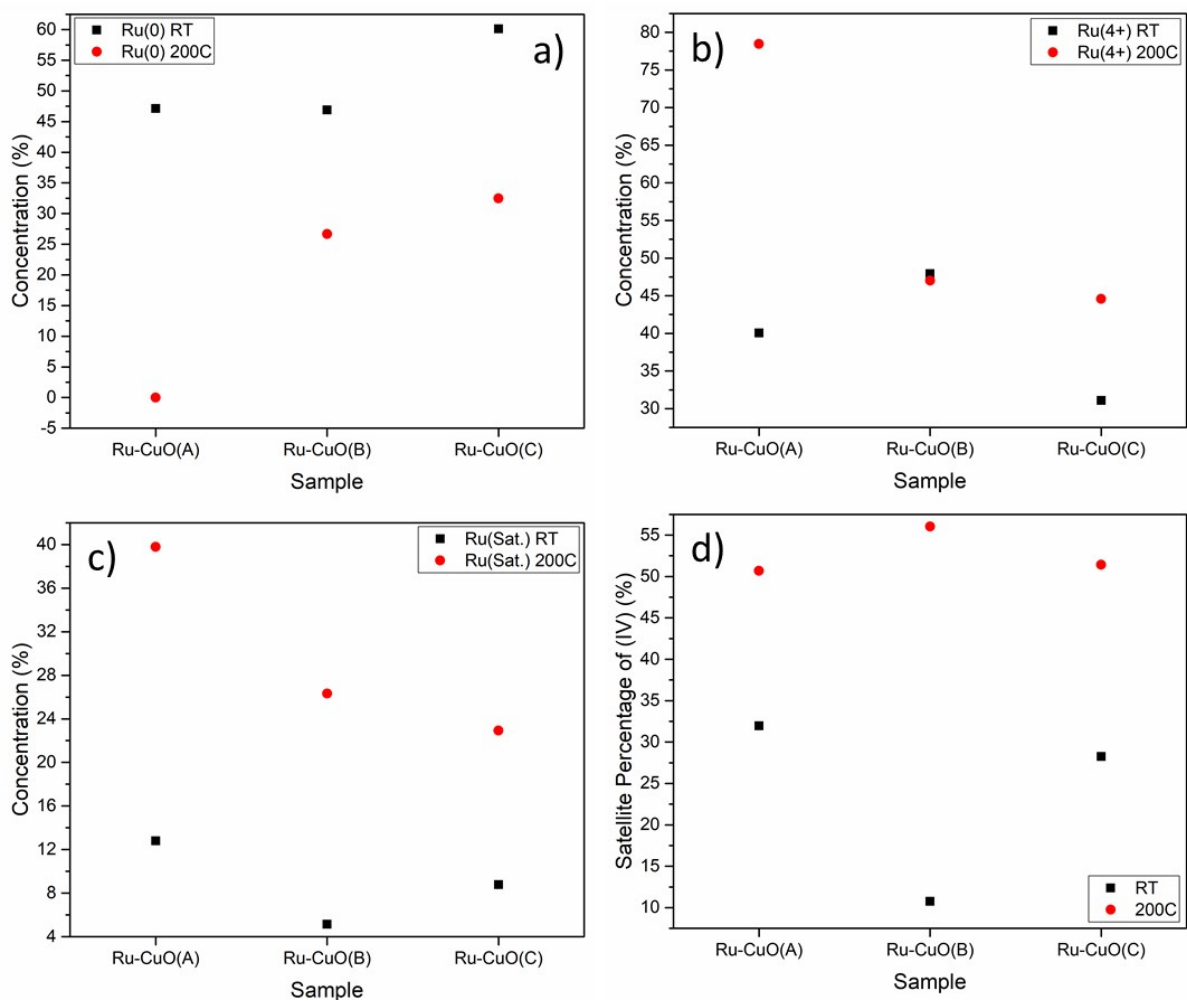 Ru(0) RT
Ru(0) 200C
a)
60
55
50
45
40
35
30
25
20
15
10
5
0
-5
Concentration (%)
Ru-CuO(A) Ru-CuO(B) Ru-CuO(C)
Sample
Ru(4+) RT
Ru(4+) 200C
b)
80
75
70
65
60
55
50
45
40
35
30
Concentration (%)
Ru-CuO(A) Ru-CuO(B) Ru-CuO(C)
Sample
Ru(Sat.) RT
Ru(Sat.) 200C
c)
40
36
32
28
24
20
16
12
8
4
Concentration (%)
Ru-CuO(A) Ru-CuO(B) Ru-CuO(C)
Sample
d)
55
50
45
40
35
30
25
20
15
10
Satellite Percentage of (IV) (%)
RT
200C
Ru-CuO(A) Ru-CuO(B) Ru-CuO(C)
Sample